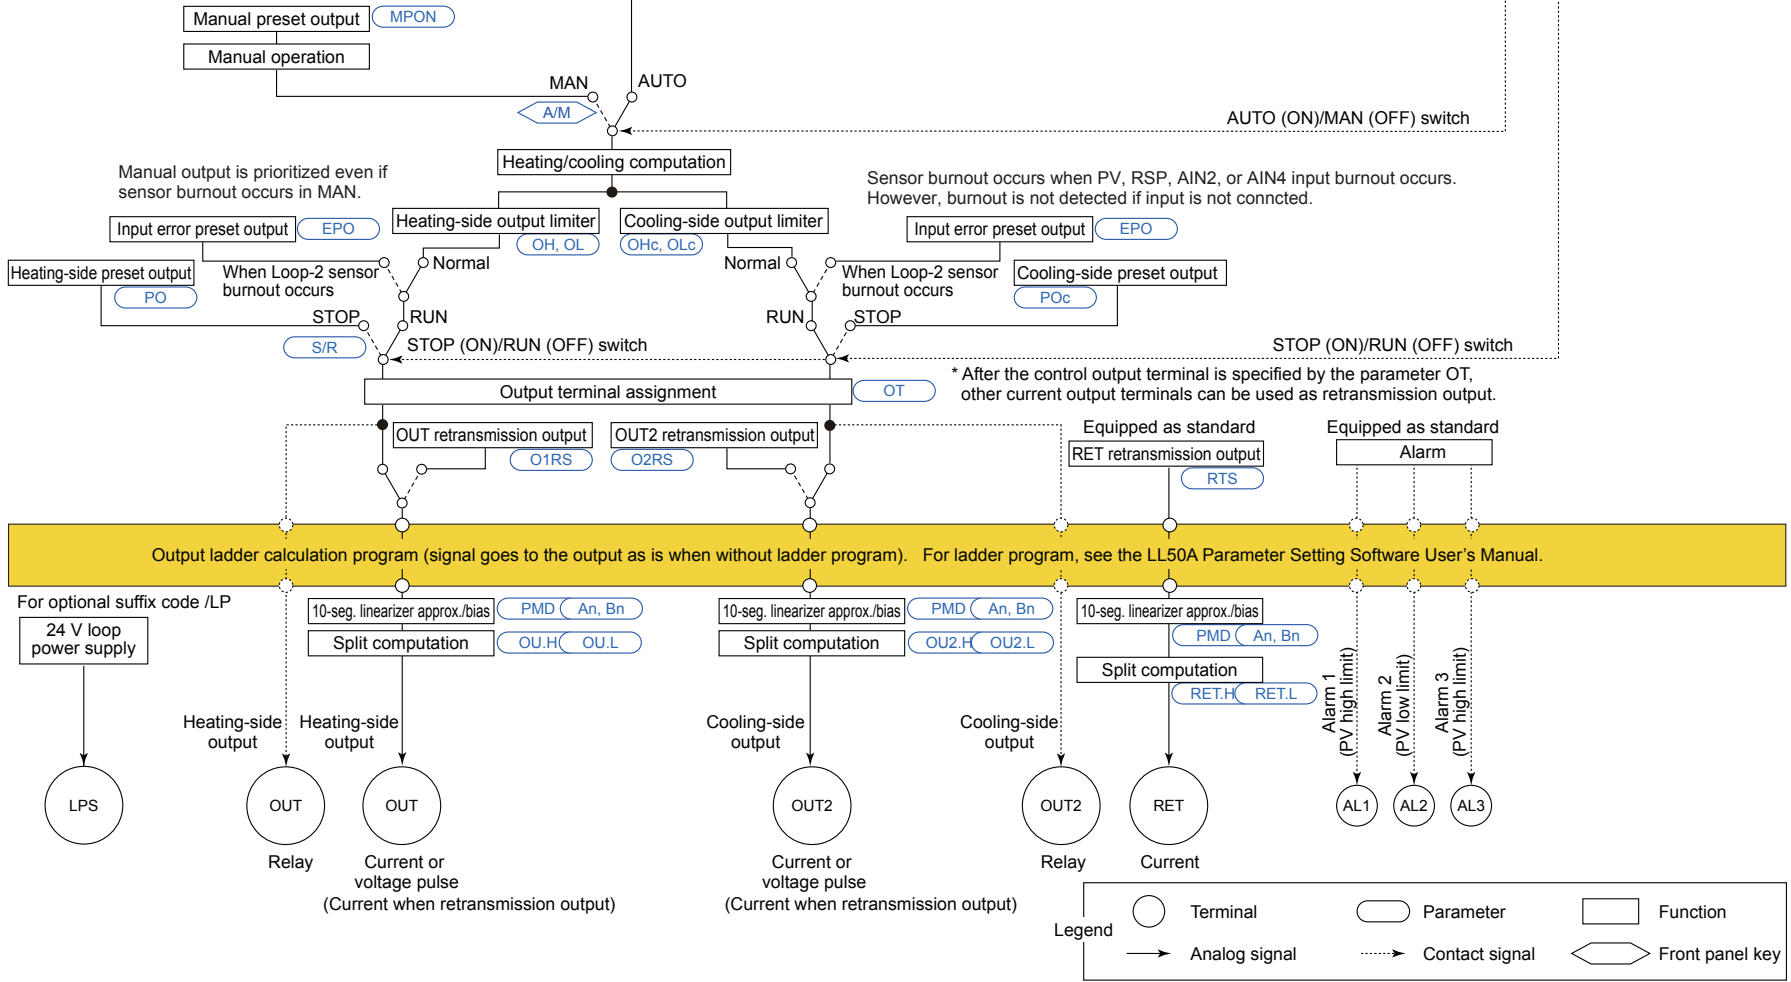 Manual preset output
MPON
Manual operation
MAN
AUTO
A/M
AUTO (ON)/MAN (OFF) switch
Heating/cooling computation
Manual output is prioritized even if
sensor burnout occurs in MAN.
Sensor burnout occurs when PV, RSP, AIN2, or AIN4 input burnout occurs.
However, burnout is not detected if input is not conncted.
Input error preset output
EPO
Heating-side output limiter
OH, OL
Cooling-side output limiter
OHc, OLc
Input error preset output
EPO
Heating-side preset output
PO
When Loop-2 sensor
burnout occurs
Normal
Normal
When Loop-2 sensor
burnout occurs
Cooling-side preset output
POc
STOP
RUN
RUN
STOP
S/R
STOP (ON)/RUN (OFF) switch
STOP (ON)/RUN (OFF) switch
Output terminal assignment
OT
* After the control output terminal is specified by the parameter OT,
other current output terminals can be used as retransmission output.
OUT retransmission output
O1RS
OUT2 retransmission output
O2RS
Equipped as standard
RET retransmission output
RTS
Equipped as standard
Alarm
Output ladder calculation program (signal goes to the output as is when without ladder program). For ladder program, see the LL50A Parameter Setting Software User's Manual.
For optional suffix code /LP
24 V loop
power supply
10-seg. linearizer approx./bias
PMD
An, Bn
Split computation
OU.H
OU.L
10-seg. linearizer approx./bias
PMD
An, Bn
Split computation
OU2.H
OU2.L
10-seg. linearizer approx./bias
PMD
An, Bn
Split computation
RET.H
RET.L
Alarm 1
(PV high limit)
Alarm 2
(PV low limit)
Alarm 3
(PV high limit)
Heating-side
output
Heating-side
output
Cooling-side
output
Cooling-side
output
LPS
OUT
OUT
OUT2
OUT2
RET
AL1
AL2
AL3
Relay
Current or
voltage pulse
(Current when retransmission output)
Current or
voltage pulse
(Current when retransmission output)
Relay
Current
Legend
Terminal
Parameter
Function
Analog signal
Contact signal
Front panel key